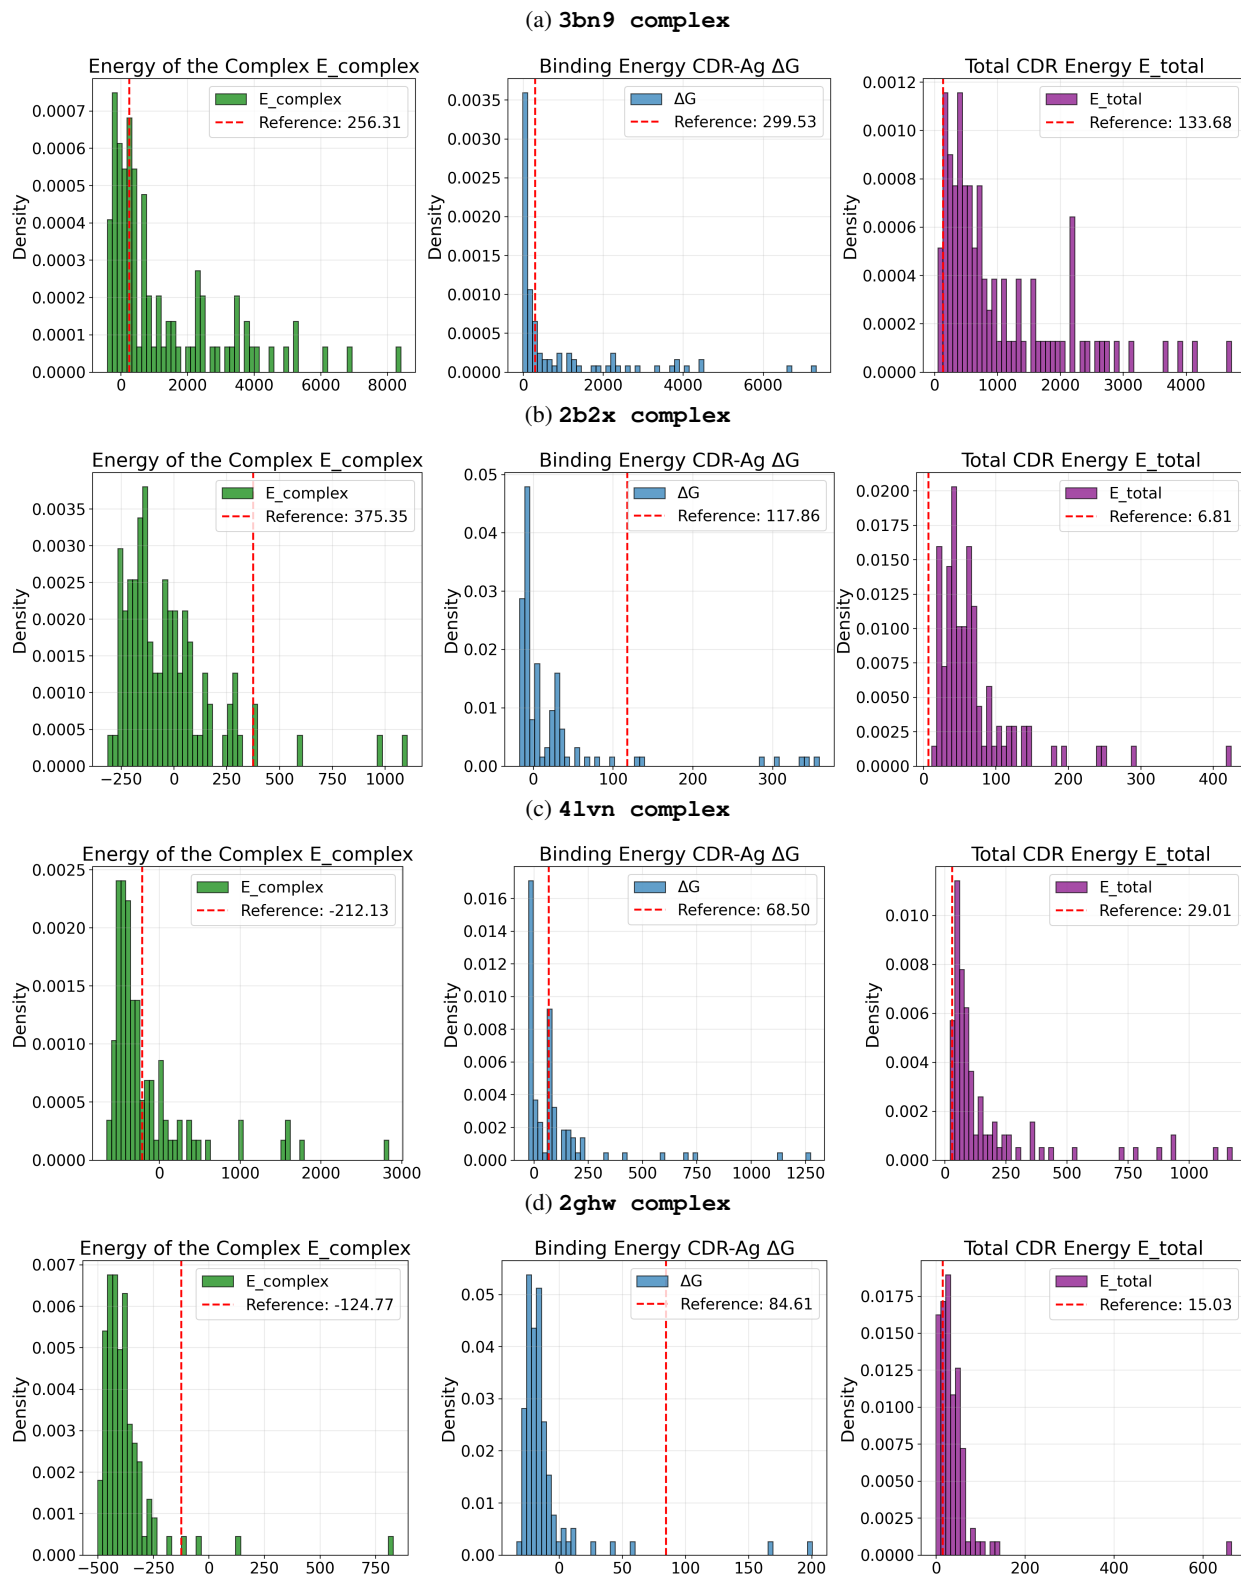 (a) 3bn9 complex
Energy of the Complex E_complex
Density
0.0007
0.0006
0.0005
0.0004
0.0003
0.0002
0.0001
0.0000
0 2000 4000 6000 8000
E_complex
Reference: 256.31
Binding Energy CDR-Ag ΔG
Density
0.0035
0.0030
0.0025
0.0020
0.0015
0.0010
0.0005
0.0000
0 2000 4000 6000
ΔG
Reference: 299.53
Total CDR Energy E_total
Density
0.0012
0.0010
0.0008
0.0006
0.0004
0.0002
0.0000
0 1000 2000 3000 4000
E_total
Reference: 133.68
(b) 2b2x complex
Energy of the Complex E_complex
Density
0.0035
0.0030
0.0025
0.0020
0.0015
0.0010
0.0005
0.0000
−250 0 250 500 750 1000
E_complex
Reference: 375.35
Binding Energy CDR-Ag ΔG
Density
0.05
0.04
0.03
0.02
0.01
0.00
0 100 200 300
ΔG
Reference: 117.86
Total CDR Energy E_total
Density
0.0200
0.0175
0.0150
0.0125
0.0100
0.0075
0.0050
0.0025
0.0000
0 100 200 300 400
E_total
Reference: 6.81
(c) 4lvn complex
Energy of the Complex E_complex
Density
0.0025
0.0020
0.0015
0.0010
0.0005
0.0000
0 1000 2000 3000
E_complex
Reference: -212.13
Binding Energy CDR-Ag ΔG
Density
0.016
0.014
0.012
0.010
0.008
0.006
0.004
0.002
0.000
0 250 500 750 1000 1250
ΔG
Reference: 68.50
Total CDR Energy E_total
Density
0.010
0.008
0.006
0.004
0.002
0.000
0 250 500 750 1000
E_total
Reference: 29.01
(d) 2ghw complex
Energy of the Complex E_complex
Density
0.007
0.006
0.005
0.004
0.003
0.002
0.001
0.000
−500 −250 0 250 500 750
E_complex
Reference: -124.77
Binding Energy CDR-Ag ΔG
Density
0.05
0.04
0.03
0.02
0.01
0.00
0 50 100 150 200
ΔG
Reference: 84.61
Total CDR Energy E_total
Density
0.0175
0.0150
0.0125
0.0100
0.0075
0.0050
0.0025
0.0000
0 200 400 600
E_total
Reference: 15.03